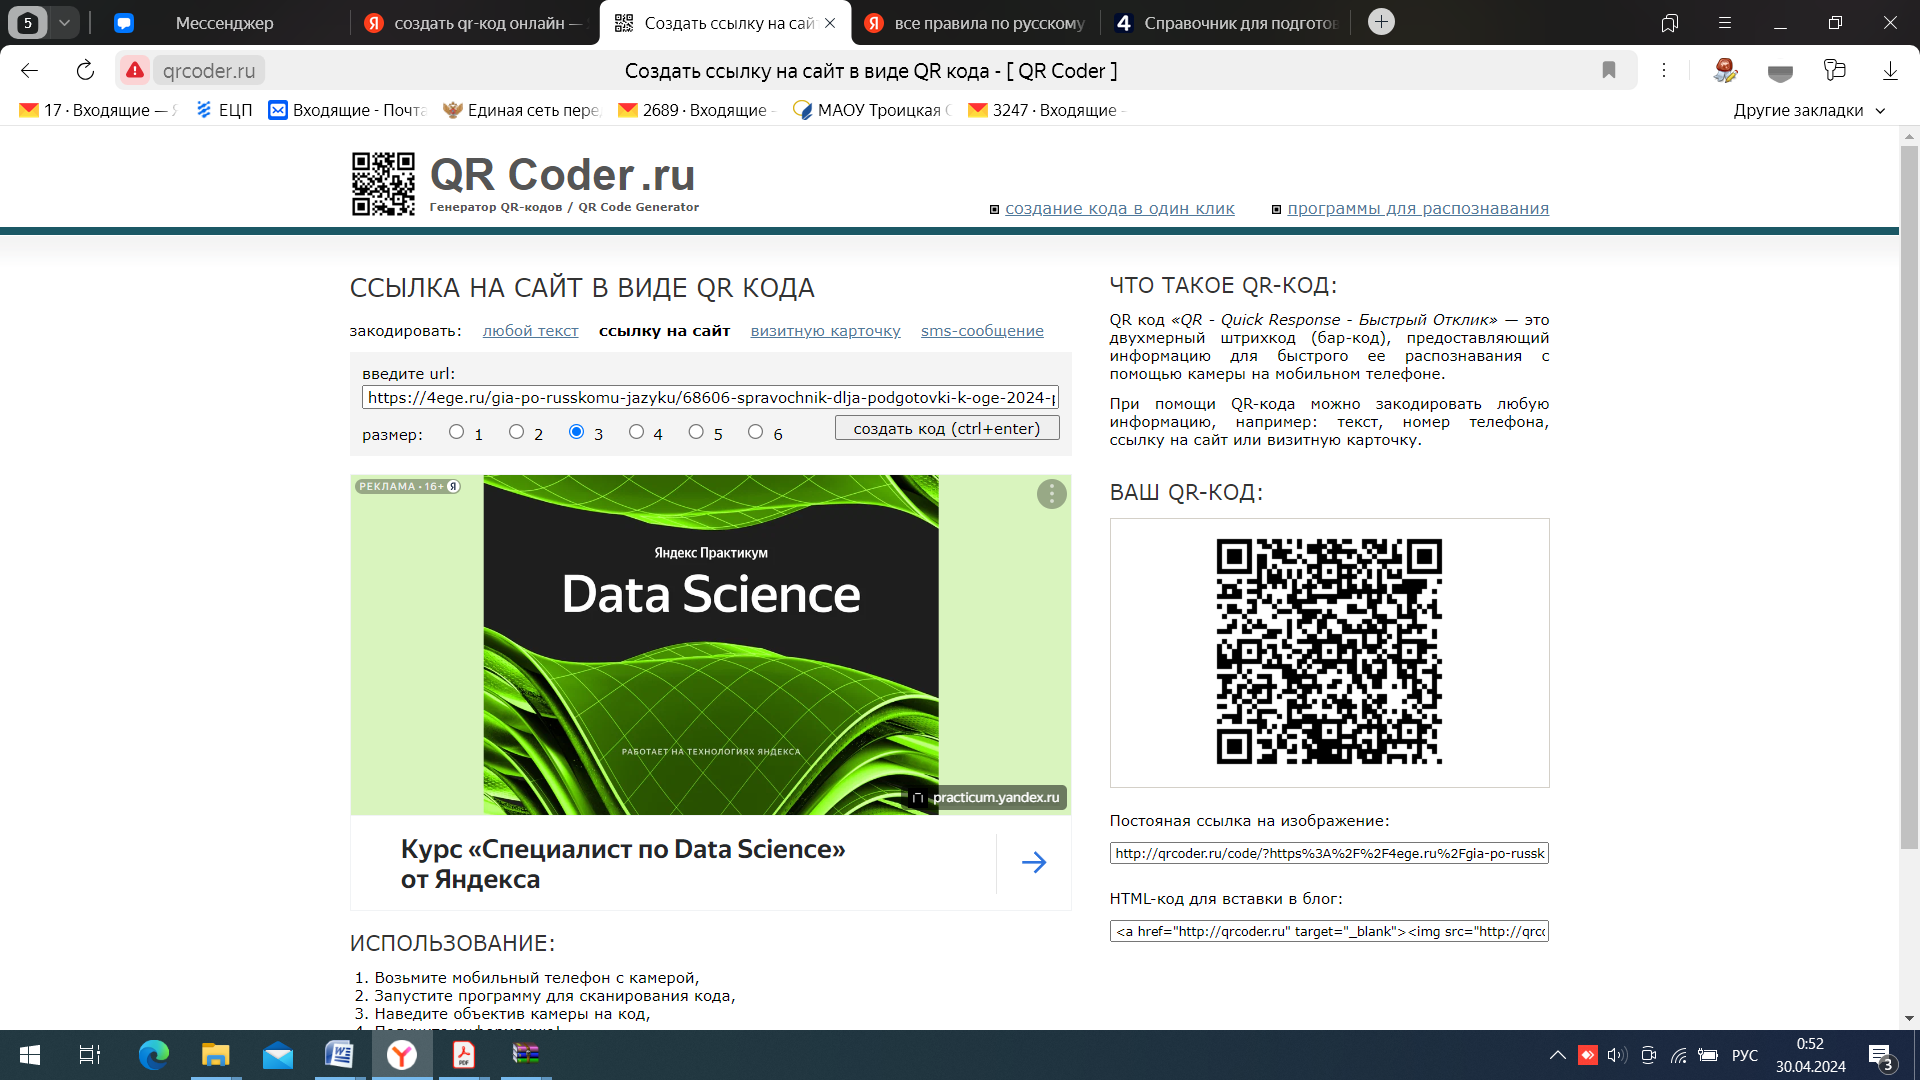 5
Мессенджер
создать qr-код онлайн —
Создать ссылку на сай
все правила по русскому
Справочник для подгото
qrcoder.ru
Создать ссылку на сайт в виде QR кода - [ QR Coder ]
17 · Входящие —
ЕЦП
Входящие - Почта
Единая сеть пере
2689 · Входящие -
МАОУ Троицкая
3247 · Входящие -
Другие закладки
QR Coder.ru
Генератор QR-кодов / QR Code Generator
создание кода в один клик
программы для распознавания
ССЫЛКА НА САЙТ В ВИДЕ QR КОДА
закодировать: любой текст ссылку на сайт визитную карточку sms-сообщение
введите url:
https://4ege.ru/gia-po-russkomu-jazyku/68606-spravochnik-dlja-podgotovki-k-oge-2024-p
размер: 1 2 3 4 5 6
создать код (ctrl+enter)
РЕКЛАМА • 16+ Я
Яндекс Практикум
Data Science
РАБОТАЕТ НА ТЕХНОЛОГИЯХ ЯНДЕКСА
practicum.yandex.ru
Курс «Специалист по Data Science»
от Яндекса
ИСПОЛЬЗОВАНИЕ:
1. Возьмите мобильный телефон с камерой,
2. Запустите программу для сканирования кода,
3. Наведите объектив камеры на код,
ЧТО ТАКОЕ QR-КОД:
QR код «QR - Quick Response - Быстрый Отклик» — это
двухмерный штрихкод (бар-код), предоставляющий
информацию для быстрого ее распознавания с
помощью камеры на мобильном телефоне.
При помощи QR-кода можно закодировать любую
информацию, например: текст, номер телефона,
ссылку на сайт или визитную карточку.
ВАШ QR-КОД:
Постояная ссылка на изображение:
http://qrcoder.ru/code/?https%3A%2F%2F4ege.ru%2Fgia-po-russk
HTML-код для вставки в блог:
<a href="http://qrcoder.ru" target="_blank"><img src="http://qrco
РУС
0:52
30.04.2024
3